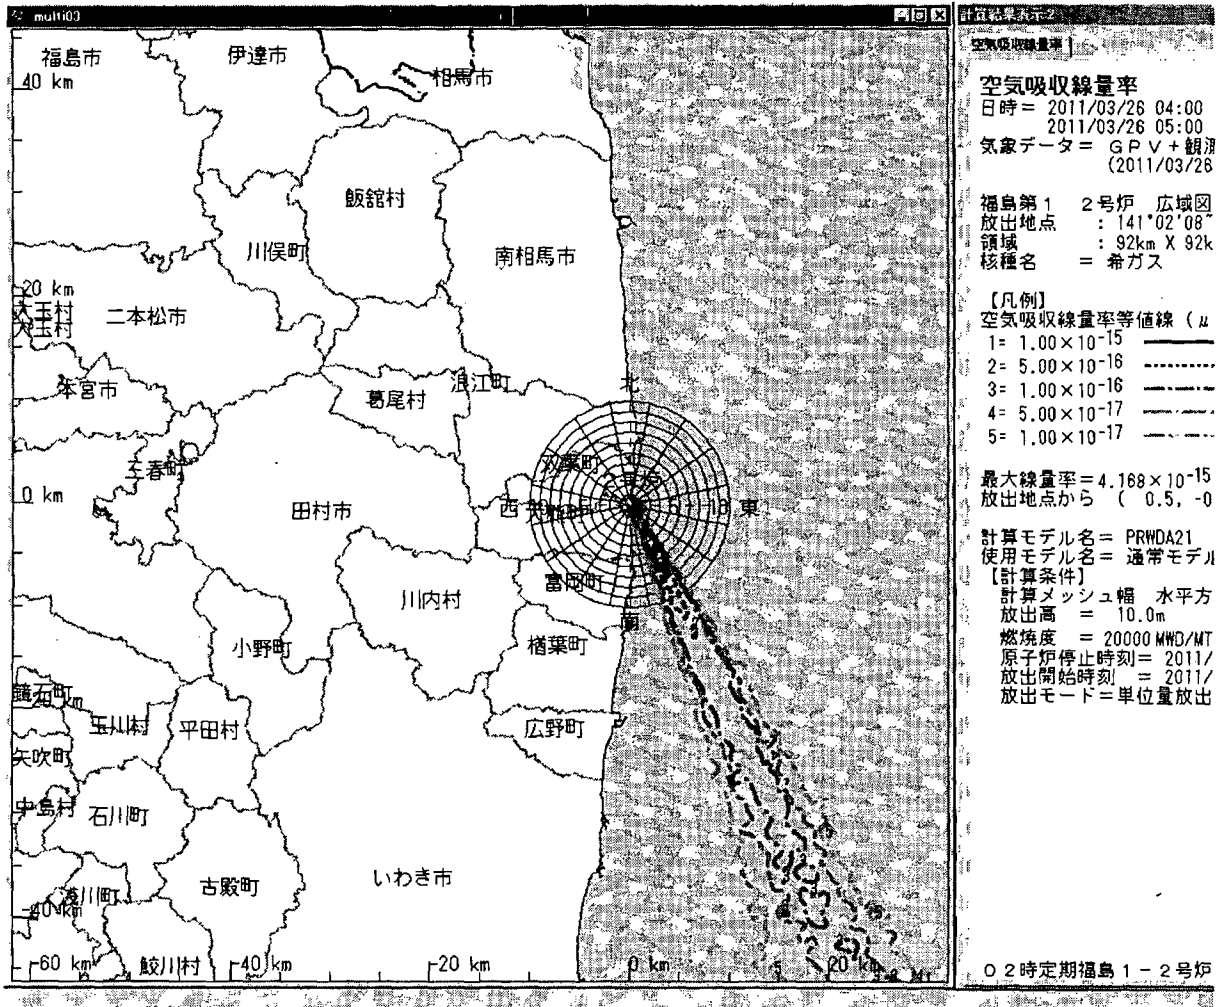 multi03
福島市
伊達市
相馬市
40 km
飯舘村
川俣町
南相馬市
20 km
大玉村
大玉村
二本松市
本宮市
浪江町
葛尾村
北
三春町
双葉町
0 km
田村市
西
東
富岡町
川内村
南
小野町
楢葉町
鏡石町
玉川村
平田村
広野町
矢吹町
中島村
石川町
浅川町
古殿町
いわき市
-40 km
鮫川村
-60 km
-40 km
-20 km
0 km
20 km
計算結果表示2
空気吸収線量率
空気吸収線量率
日時= 2011/03/26 04:00
2011/03/26 05:00
気象データ= GPV+観測
(2011/03/26
福島第1 2号炉 広域図
放出地点 : 141°02'08"
領域 : 92km X 92k
核種名 = 希ガス
【凡例】
空気吸収線量率等値線 (μ
1= 1.00×10⁻¹⁵
2= 5.00×10⁻¹⁶
3= 1.00×10⁻¹⁶
4= 5.00×10⁻¹⁷
5= 1.00×10⁻¹⁷
最大線量率=4.168×10⁻¹⁵
放出地点から ( 0.5, -0
計算モデル名= PRWDA21
使用モデル名= 通常モデル
【計算条件】
計算メッシュ幅 水平方
放出高 = 10.0m
燃焼度 = 20000MWD/MT
原子炉停止時刻= 2011/
放出開始時刻 = 2011/
放出モード=単位量放出
02時定期福島1-2号炉